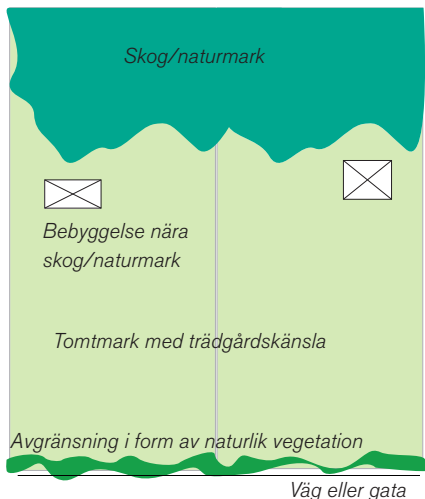 Skog/naturmark
Bebyggelse nära
skog/naturmark
Tomtmark med trädgårdskänsla
Avgränsning i form av naturlik vegetation
Väg eller gata